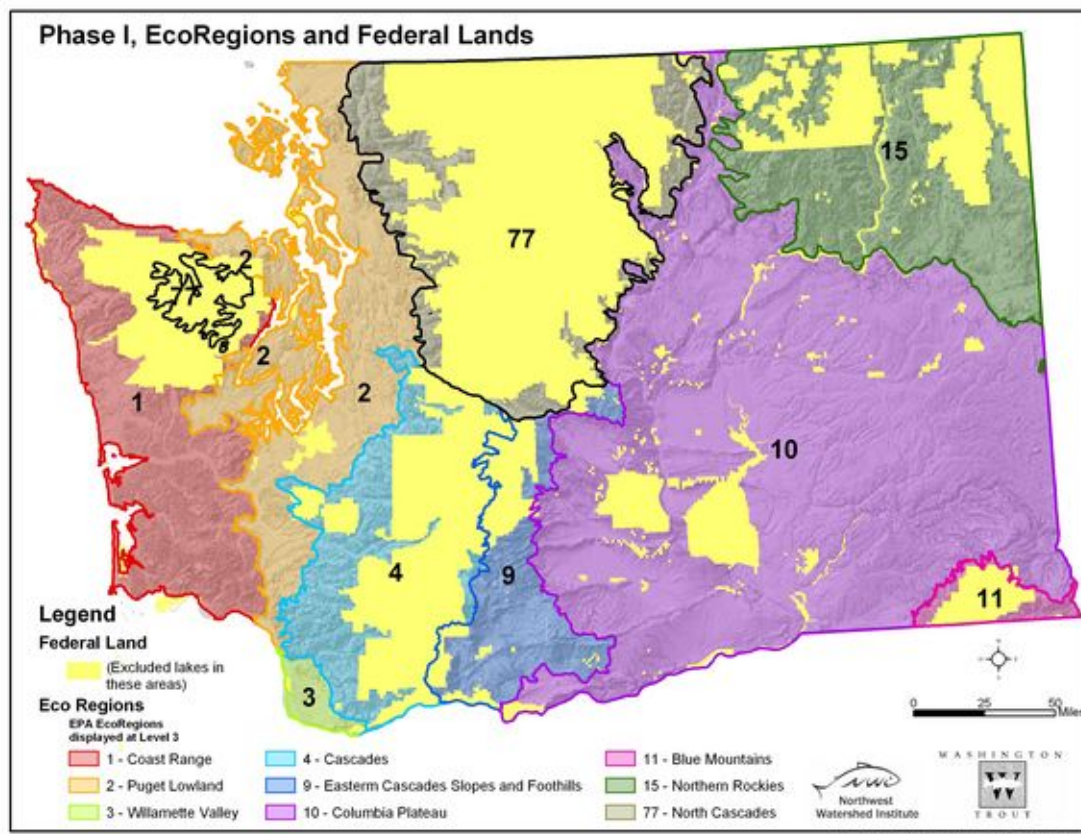 Phase I, EcoRegions and Federal Lands
77
15
2
77
2
2
1
10
4
9
11
3
Legend
Federal Land
(Excluded lakes in
these areas)
Eco Regions
EPA EcoRegions
displayed at Level 3
1 - Coast Range
2 - Puget Lowland
3 - Willamette Valley
4 - Cascades
9 - Eastern Cascades Slopes and Foothills
10 - Columbia Plateau
11 - Blue Mountains
15 - Northern Rockies
77 - North Cascades
0 25 50
Miles
nwi
Northwest
Watershed Institute
WASHINGTON
TROUT